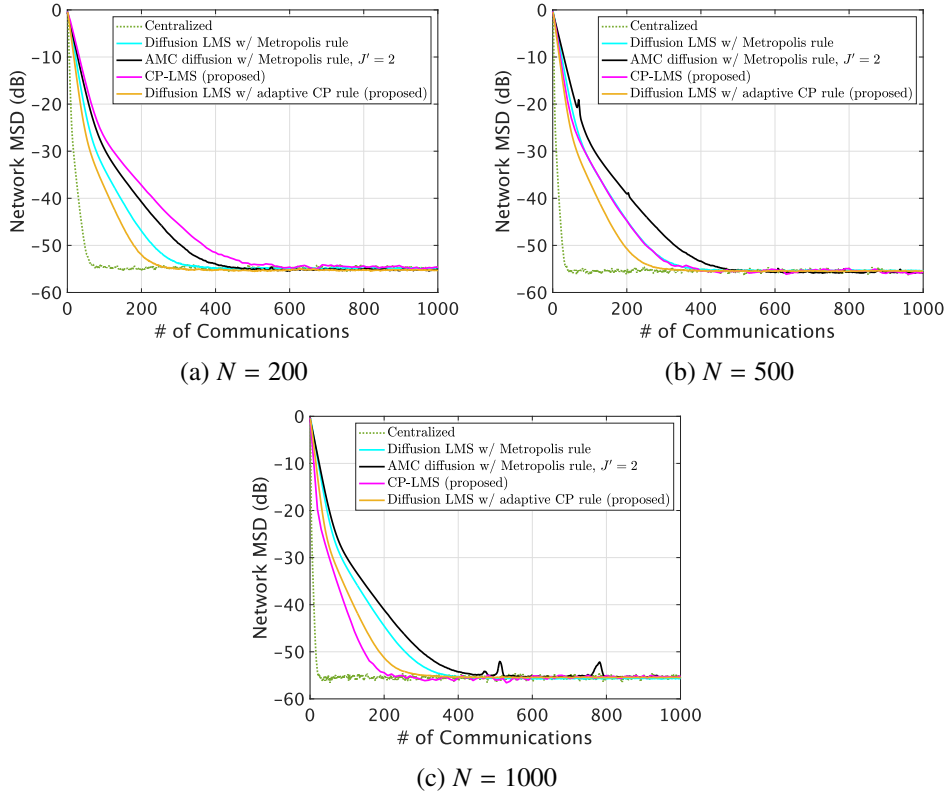 0
−10
−20
−30
−40
−50
−60
Network MSD (dB)
Centralized
Diffusion LMS w/ Metropolis rule
AMC diffusion w/ Metropolis rule, J′ = 2
CP-LMS (proposed)
Diffusion LMS w/ adaptive CP rule (proposed)
0 200 400 600 800 1000
# of Communications
(a) N = 200
0
−10
−20
−30
−40
−50
−60
Network MSD (dB)
Centralized
Diffusion LMS w/ Metropolis rule
AMC diffusion w/ Metropolis rule, J′ = 2
CP-LMS (proposed)
Diffusion LMS w/ adaptive CP rule (proposed)
0 200 400 600 800 1000
# of Communications
(b) N = 500
0
−10
−20
−30
−40
−50
−60
Network MSD (dB)
Centralized
Diffusion LMS w/ Metropolis rule
AMC diffusion w/ Metropolis rule, J′ = 2
CP-LMS (proposed)
Diffusion LMS w/ adaptive CP rule (proposed)
0 200 400 600 800 1000
# of Communications
(c) N = 1000